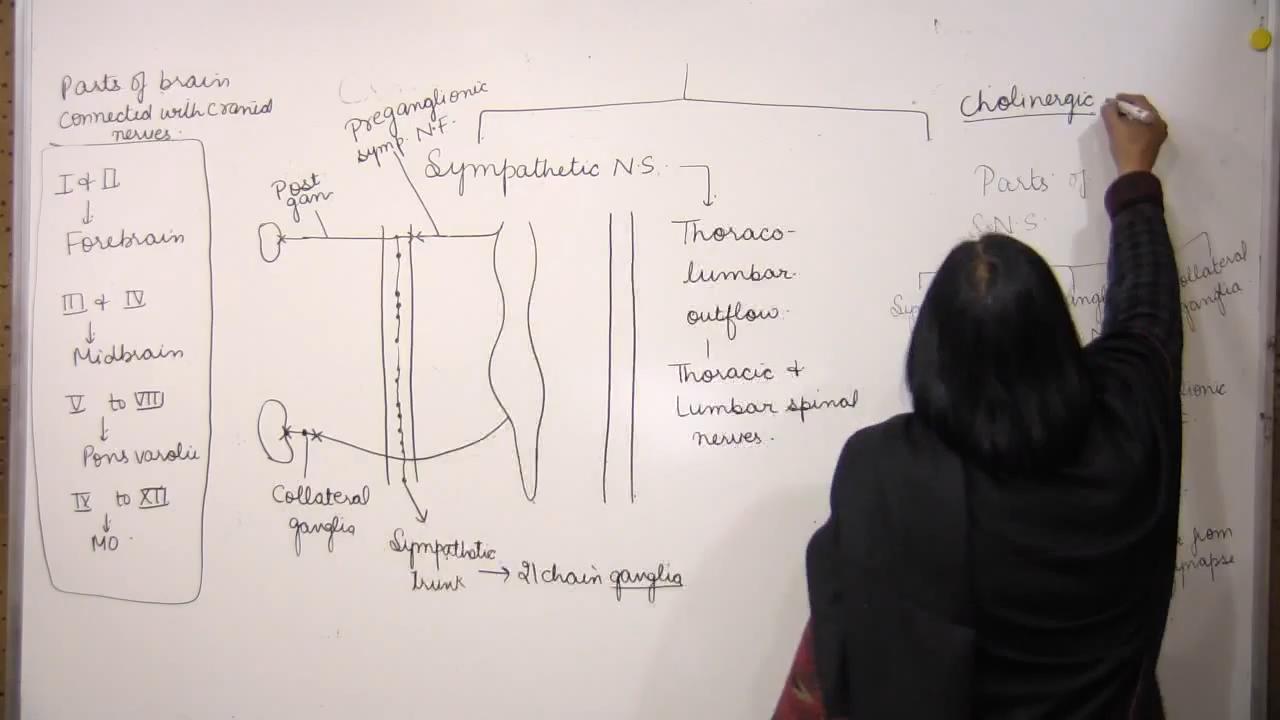 Parts of brain
connected with cranial
nerves.
I & II
Forebrain
III & IV
Midbrain
V to VIII
Pons varolii
IX to XII
MO
Preganglionic
symp. N.F.
Post
gan
Collateral
ganglia
Sympathetic
trunk → 21 chain ganglia
Sympathetic N.S.
Thoraco-
lumbar
outflow.
Thoracic &
Lumbar spinal
nerves.
Cholinergic
Parts of
S.N.S.
ganglia.
from